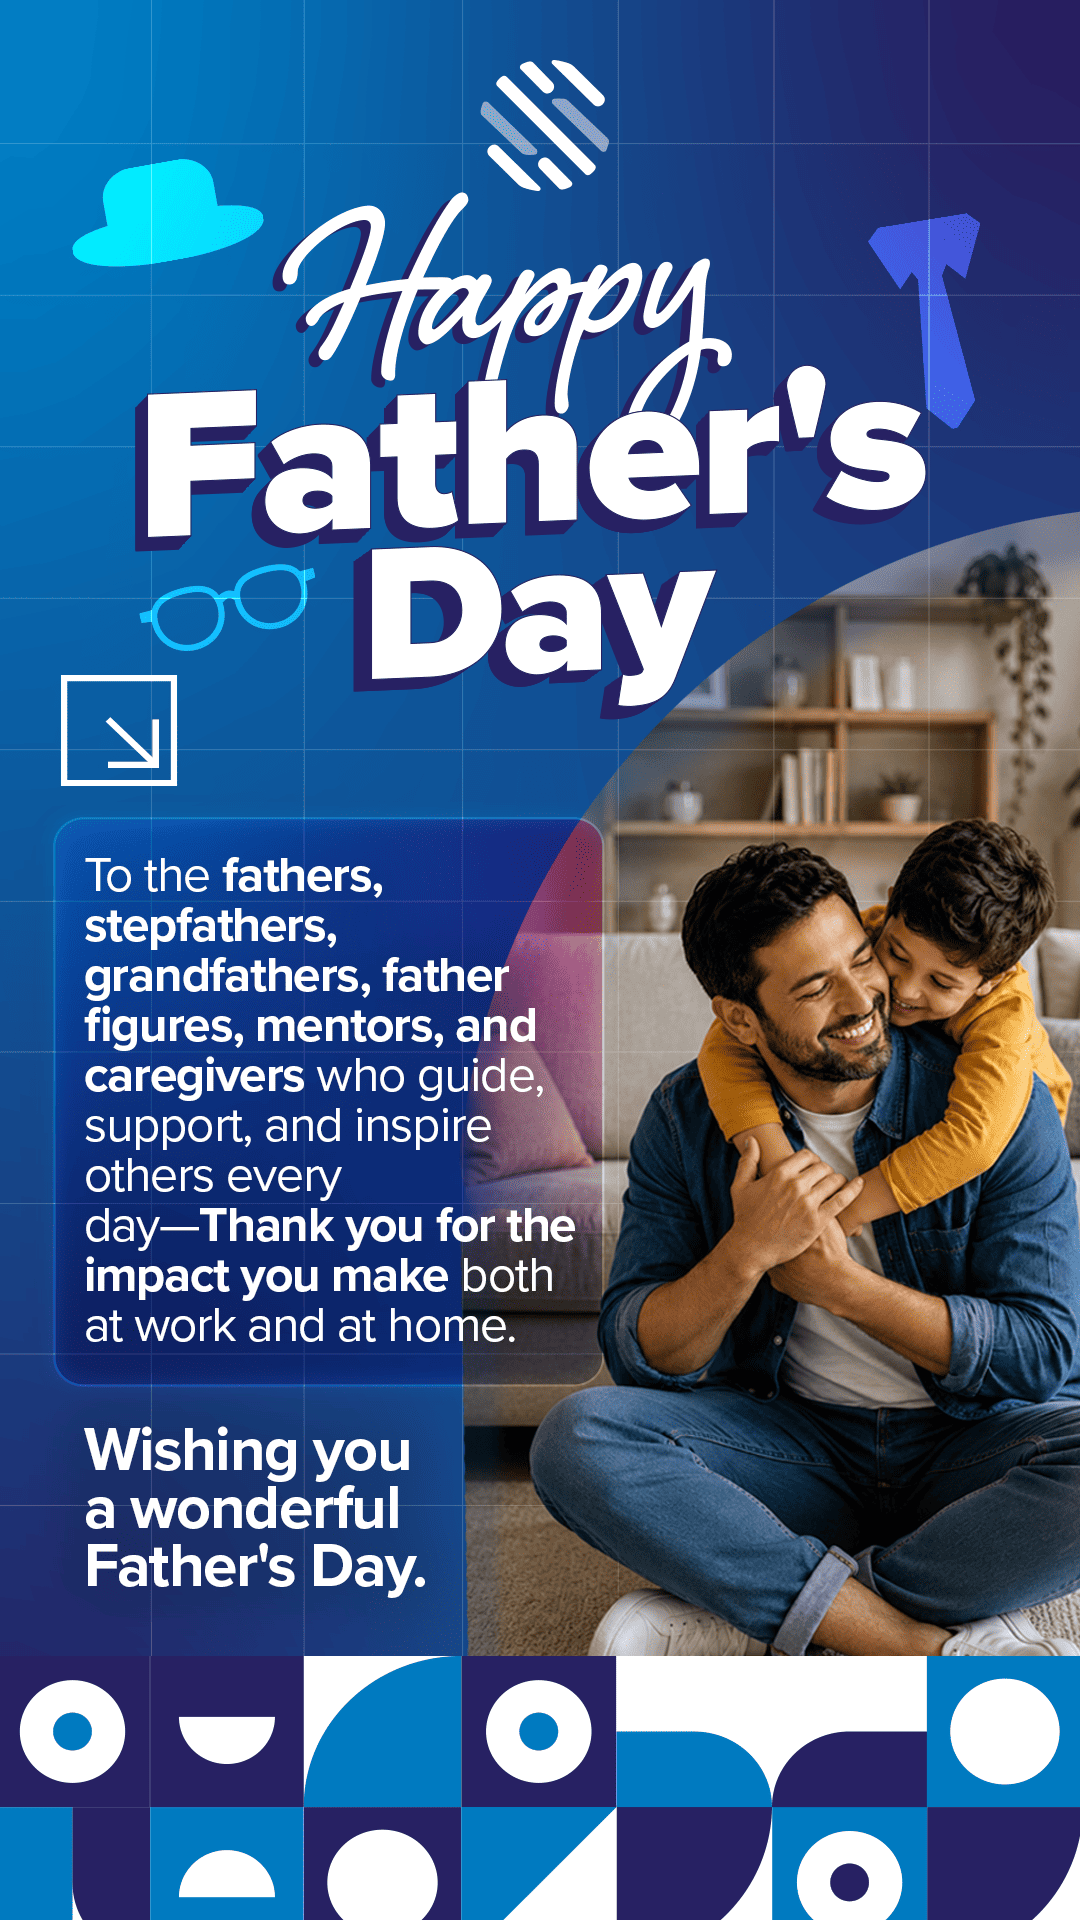 Happy
Father's
Day
To the fathers,
stepfathers,
grandfathers, father
figures, mentors, and
caregivers who guide,
support, and inspire
others every
day—Thank you for the
impact you make both
at work and at home.
Wishing you
a wonderful
Father's Day.